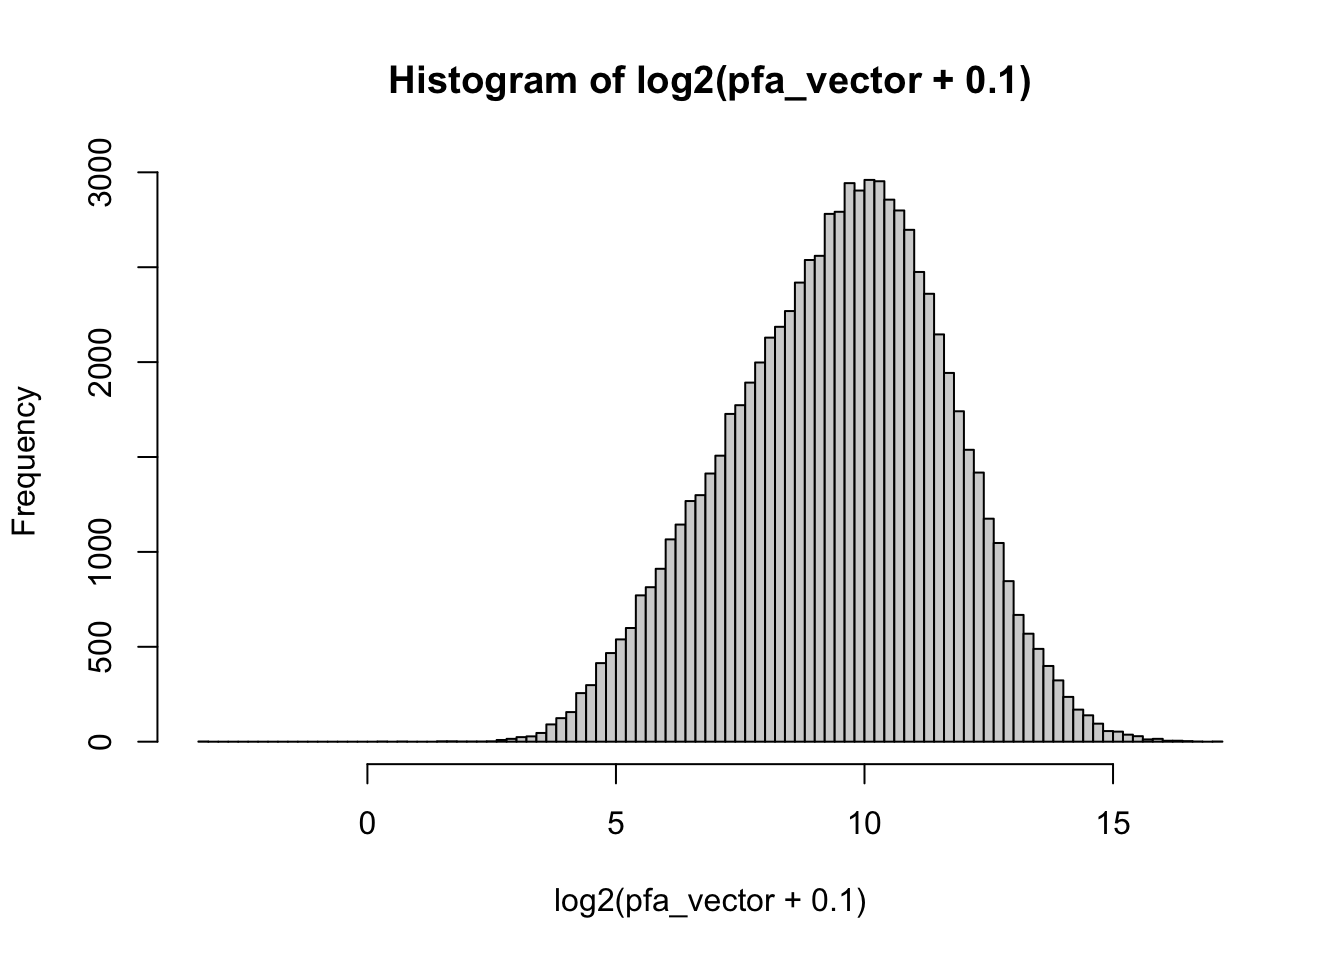 Histogram of log2(pfa_vector + 0.1)
Frequency
3000
2000
1000
500
0
0 5 10 15
log2(pfa_vector + 0.1)